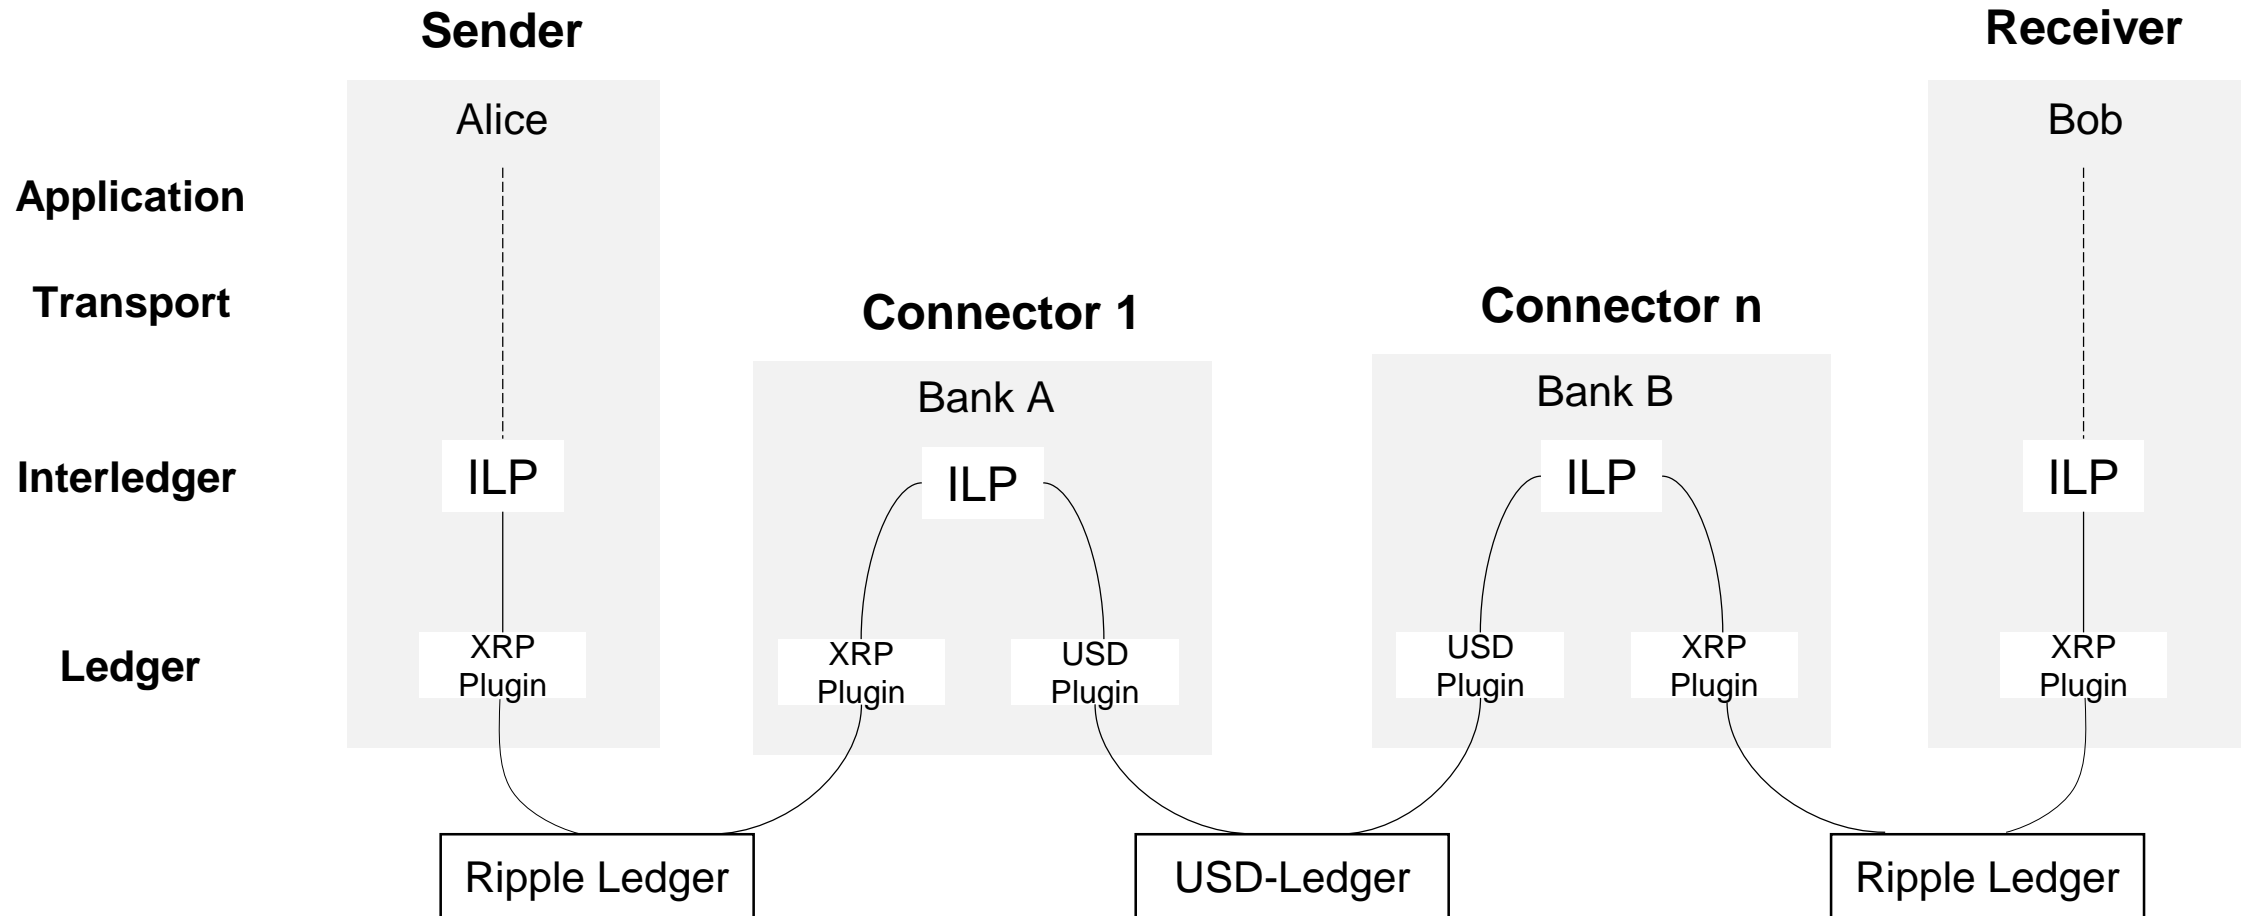 Sender
Receiver
Alice
Bob
Application
Transport
Connector 1
Connector n
Bank A
Bank B
Interledger
ILP
ILP
ILP
ILP
Ledger
XRP
Plugin
XRP
Plugin
USD
Plugin
USD
Plugin
XRP
Plugin
XRP
Plugin
Ripple Ledger
USD-Ledger
Ripple Ledger